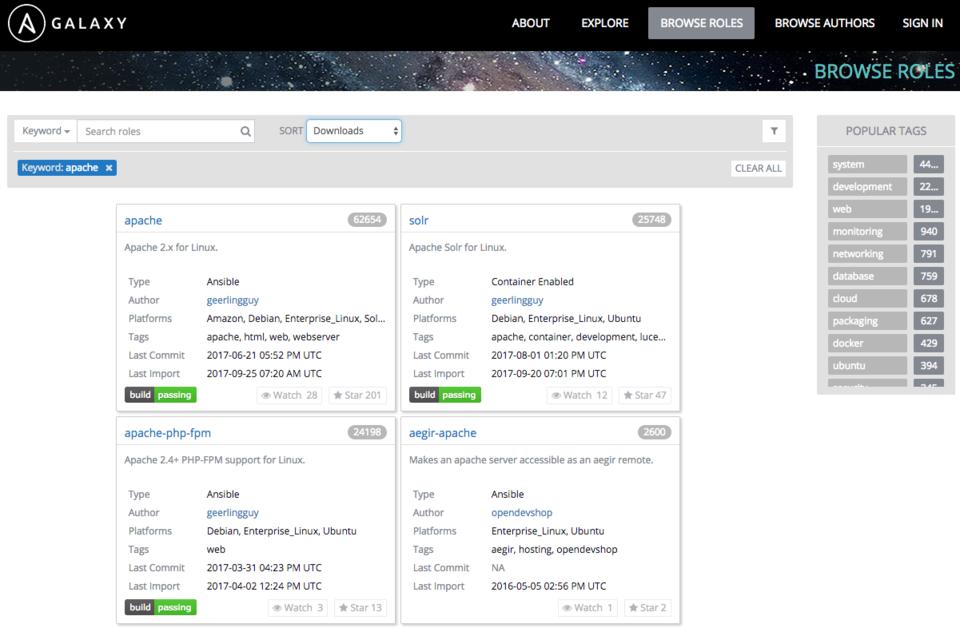 GALAXY
ABOUT EXPLORE BROWSE ROLES BROWSE AUTHORS SIGN IN
BROWSE ROLES
Keyword Search roles SORT Downloads
Keyword: apache × CLEAR ALL
apache 62654
Apache 2.x for Linux.
Type Ansible
Author geerlingguy
Platforms Amazon, Debian, Enterprise_Linux, Sol...
Tags apache, html, web, webserver
Last Commit 2017-06-21 05:52 PM UTC
Last Import 2017-09-25 07:20 AM UTC
build passing Watch 28 Star 201
solr 25748
Apache Solr for Linux.
Type Container Enabled
Author geerlingguy
Platforms Debian, Enterprise_Linux, Ubuntu
Tags apache, container, development, luce...
Last Commit 2017-08-01 01:20 PM UTC
Last Import 2017-09-20 07:01 PM UTC
build passing Watch 12 Star 47
apache-php-fpm 24198
Apache 2.4+ PHP-FPM support for Linux.
Type Ansible
Author geerlingguy
Platforms Debian, Enterprise_Linux, Ubuntu
Tags web
Last Commit 2017-03-31 04:23 PM UTC
Last Import 2017-04-02 12:24 PM UTC
build passing Watch 3 Star 13
aegir-apache 2600
Makes an apache server accessible as an aegir remote.
Type Ansible
Author opendevshop
Platforms Enterprise_Linux, Ubuntu
Tags aegir, hosting, opendevshop
Last Commit NA
Last Import 2016-05-05 02:56 PM UTC
Watch 1 Star 2
POPULAR TAGS
system 44...
development 22...
web 19...
monitoring 940
networking 791
database 759
cloud 678
packaging 627
docker 429
ubuntu 394